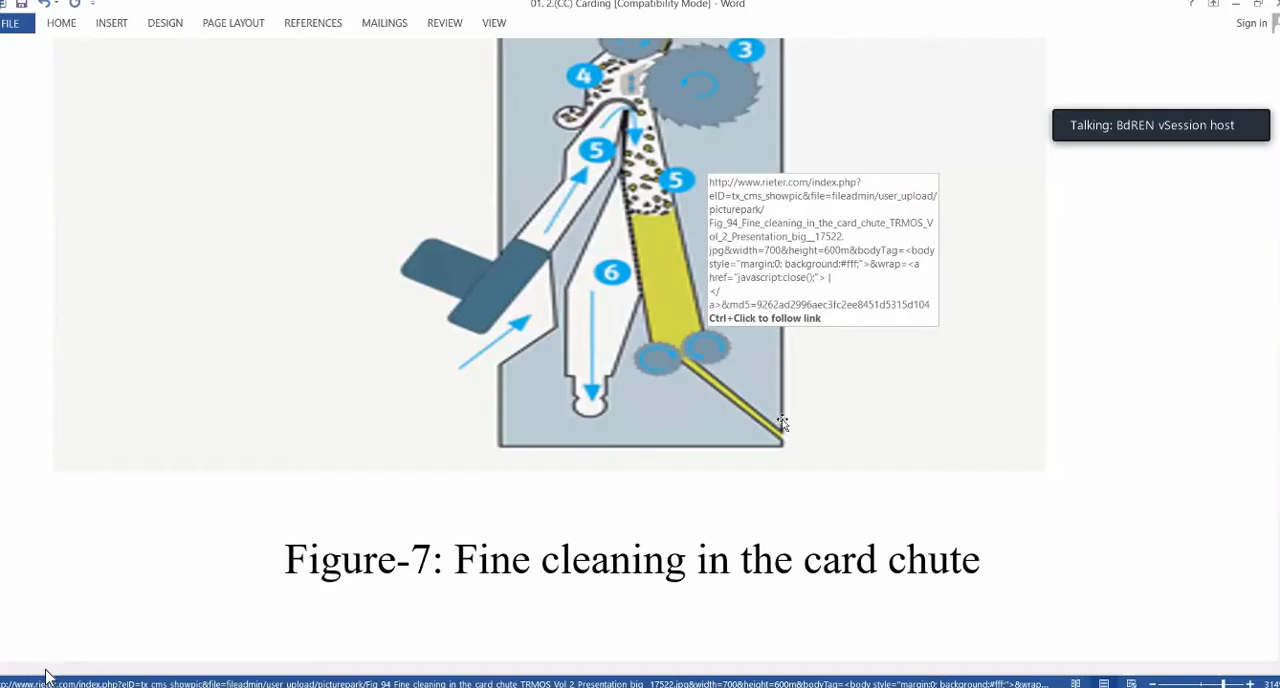 01. 2.(CC) Carding [Compatibility Mode] - Word
FILE HOME INSERT DESIGN PAGE LAYOUT REFERENCES MAILINGS REVIEW VIEW Sign in
3
4
Talking: BdREN vSession host
5
5
http://www.rieter.com/index.php?
eID=tx_cms_showpic&file=fileadmin/user_upload/
picturepark/
Fig_94_Fine_cleaning_in_the_card_chute_TRMOS_V
ol_2_Presentation_big__17522.
jpg&width=700&height=600m&bodyTag=<body
style="margin:0; background:#fff;">&wrap=<a
href="javascript:close();"> |
</
a>&md5=9262ad2996aec3fc2ee8451d5315d104
Ctrl+Click to follow link
6
Figure-7: Fine cleaning in the card chute